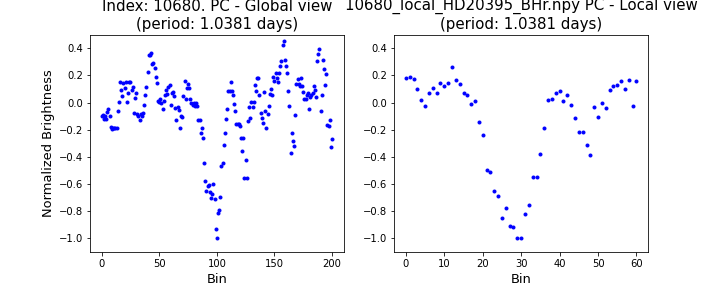 Index: 10680. PC - Global view
(period: 1.0381 days)
10680_local_HD20395_BHr.npy PC - Local view
(period: 1.0381 days)
Normalized Brightness
0.4
0.2
0.0
−0.2
−0.4
−0.6
−0.8
−1.0
0 50 100 150 200
Bin
0.4
0.2
0.0
−0.2
−0.4
−0.6
−0.8
−1.0
0 10 20 30 40 50 60
Bin